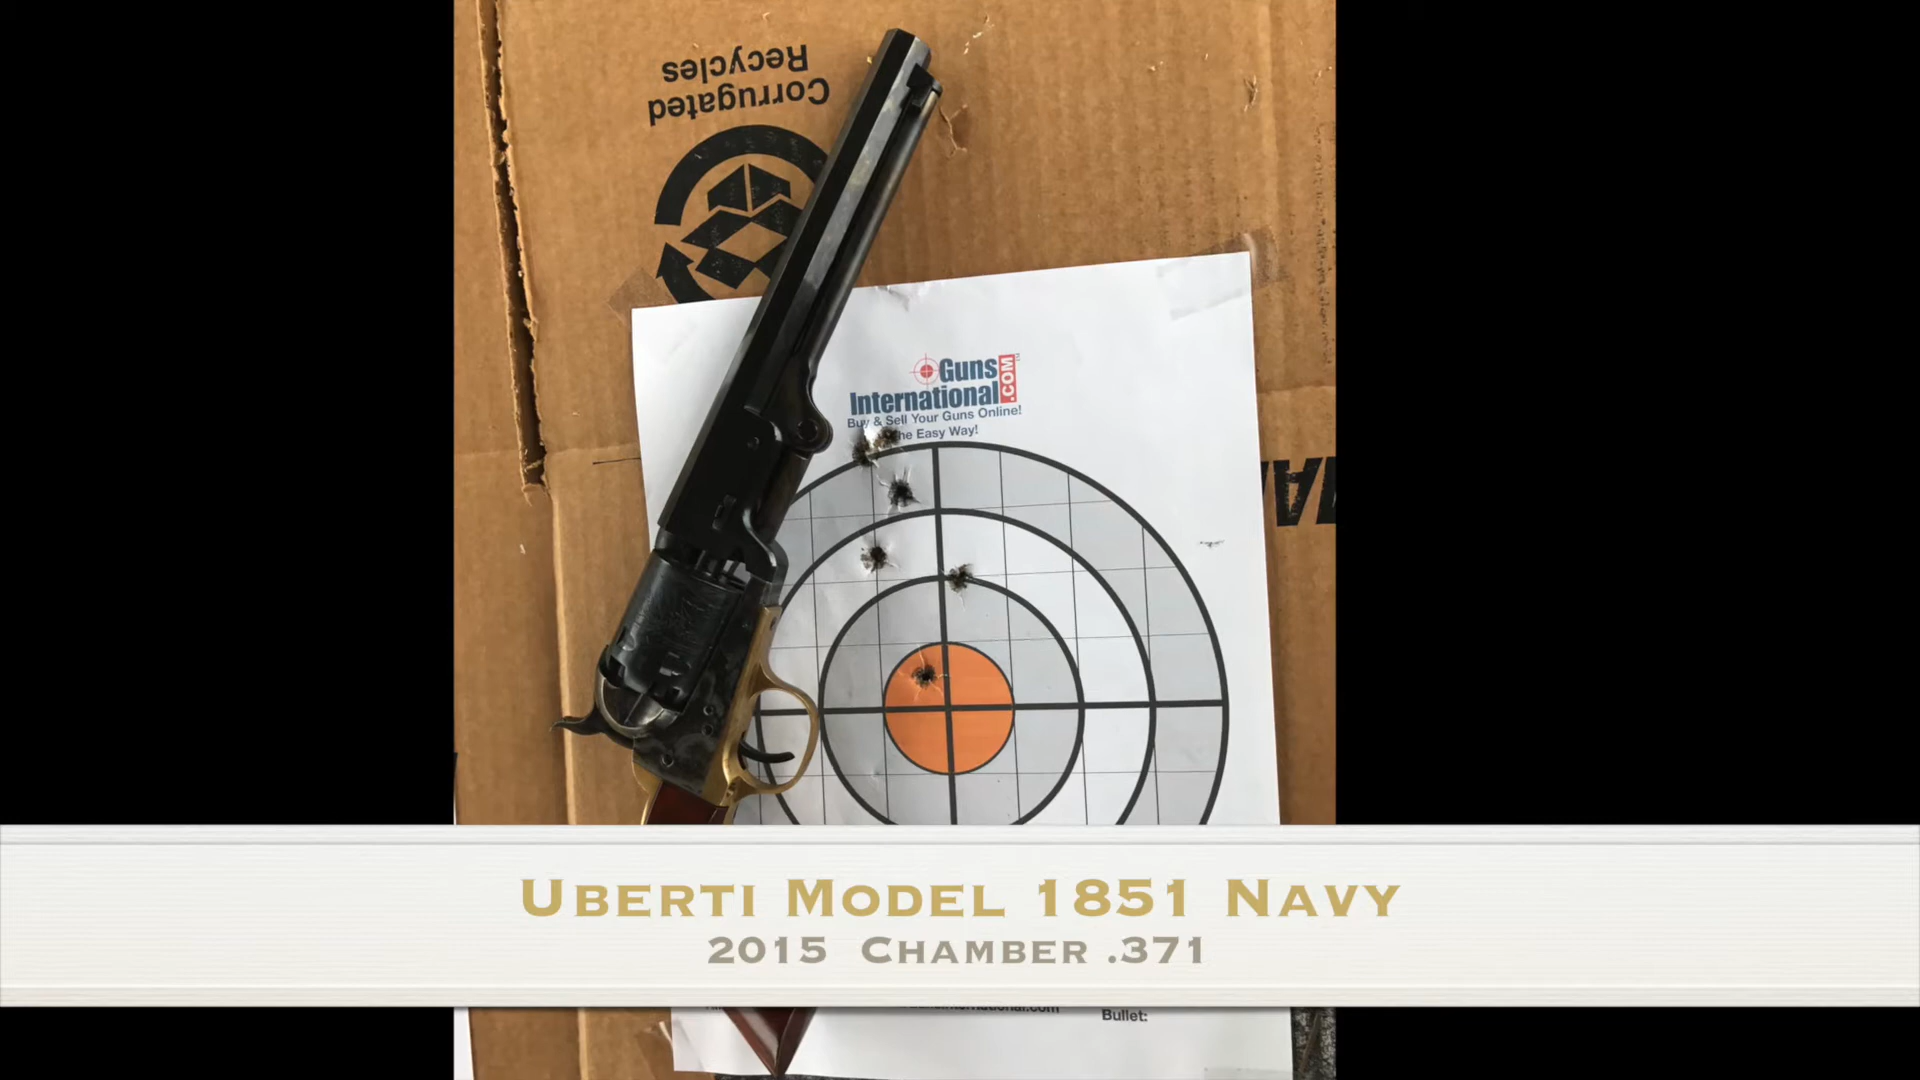 Corrugated
Recycles
Guns
International
.COM
TM
Buy & Sell Your Guns Online!
The Easy Way!
Uberti Model 1851 Navy
2015 Chamber .371
Bullet: